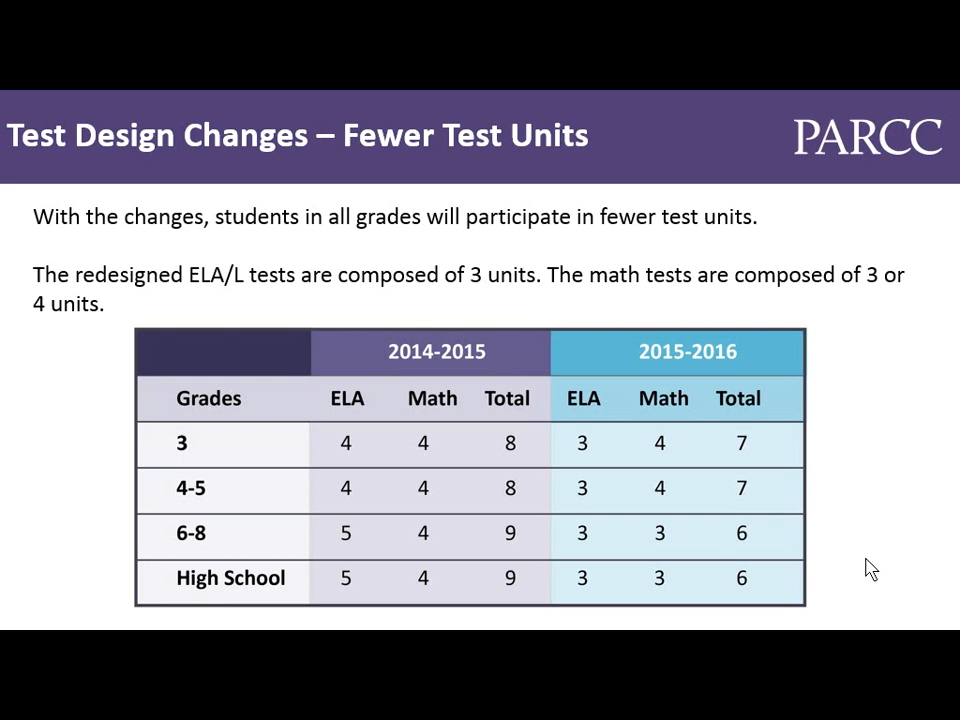 Test Design Changes – Fewer Test Units
PARCC
With the changes, students in all grades will participate in fewer test units.
The redesigned ELA/L tests are composed of 3 units. The math tests are composed of 3 or
4 units.
2014-2015 2015-2016
Grades ELA Math Total ELA Math Total
3 4 4 8 3 4 7
4-5 4 4 8 3 4 7
6-8 5 4 9 3 3 6
High School 5 4 9 3 3 6